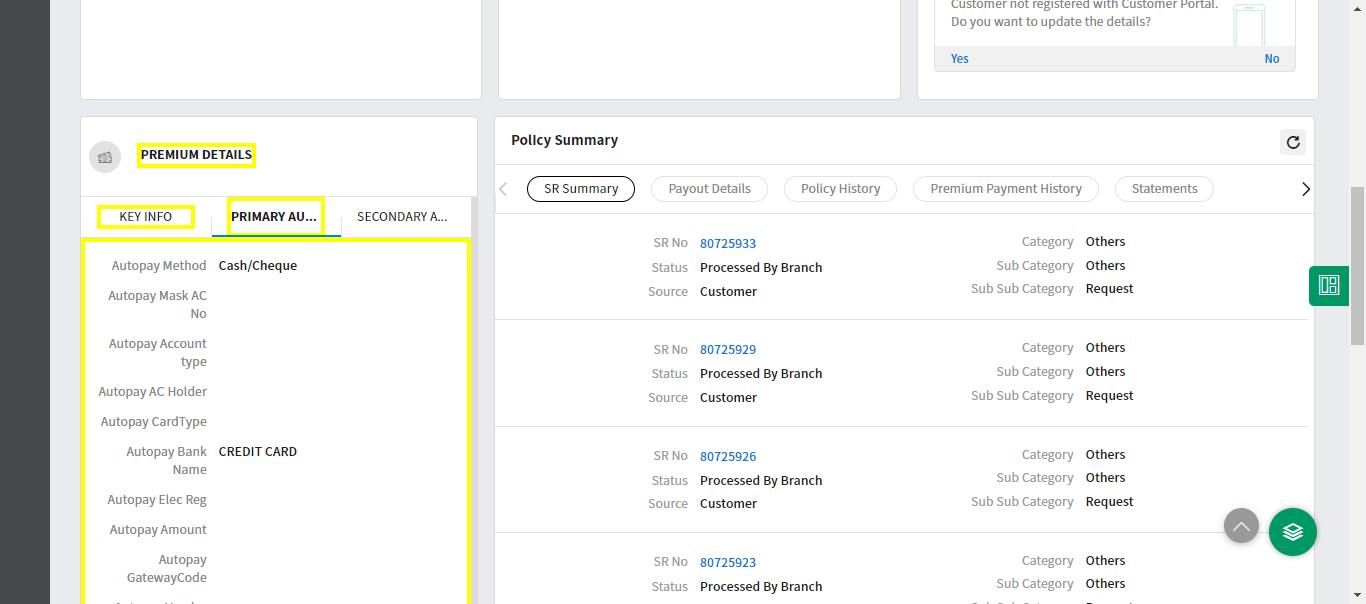 Customer not registered with Customer Portal.
Do you want to update the details?
Yes
No
PREMIUM DETAILS
KEY INFO
PRIMARY AU...
SECONDARY A...
Autopay Method
Cash/Cheque
Autopay Mask AC
No
Autopay Account
type
Autopay AC Holder
Autopay CardType
Autopay Bank
Name
CREDIT CARD
Autopay Elec Reg
Autopay Amount
Autopay
GatewayCode
Policy Summary
SR Summary
Payout Details
Policy History
Premium Payment History
Statements
SR No 80725933
Category Others
Status Processed By Branch
Sub Category Others
Source Customer
Sub Sub Category Request
SR No 80725929
Category Others
Status Processed By Branch
Sub Category Others
Source Customer
Sub Sub Category Request
SR No 80725926
Category Others
Status Processed By Branch
Sub Category Others
Source Customer
Sub Sub Category Request
SR No 80725923
Category Others
Status Processed By Branch
Sub Category Others